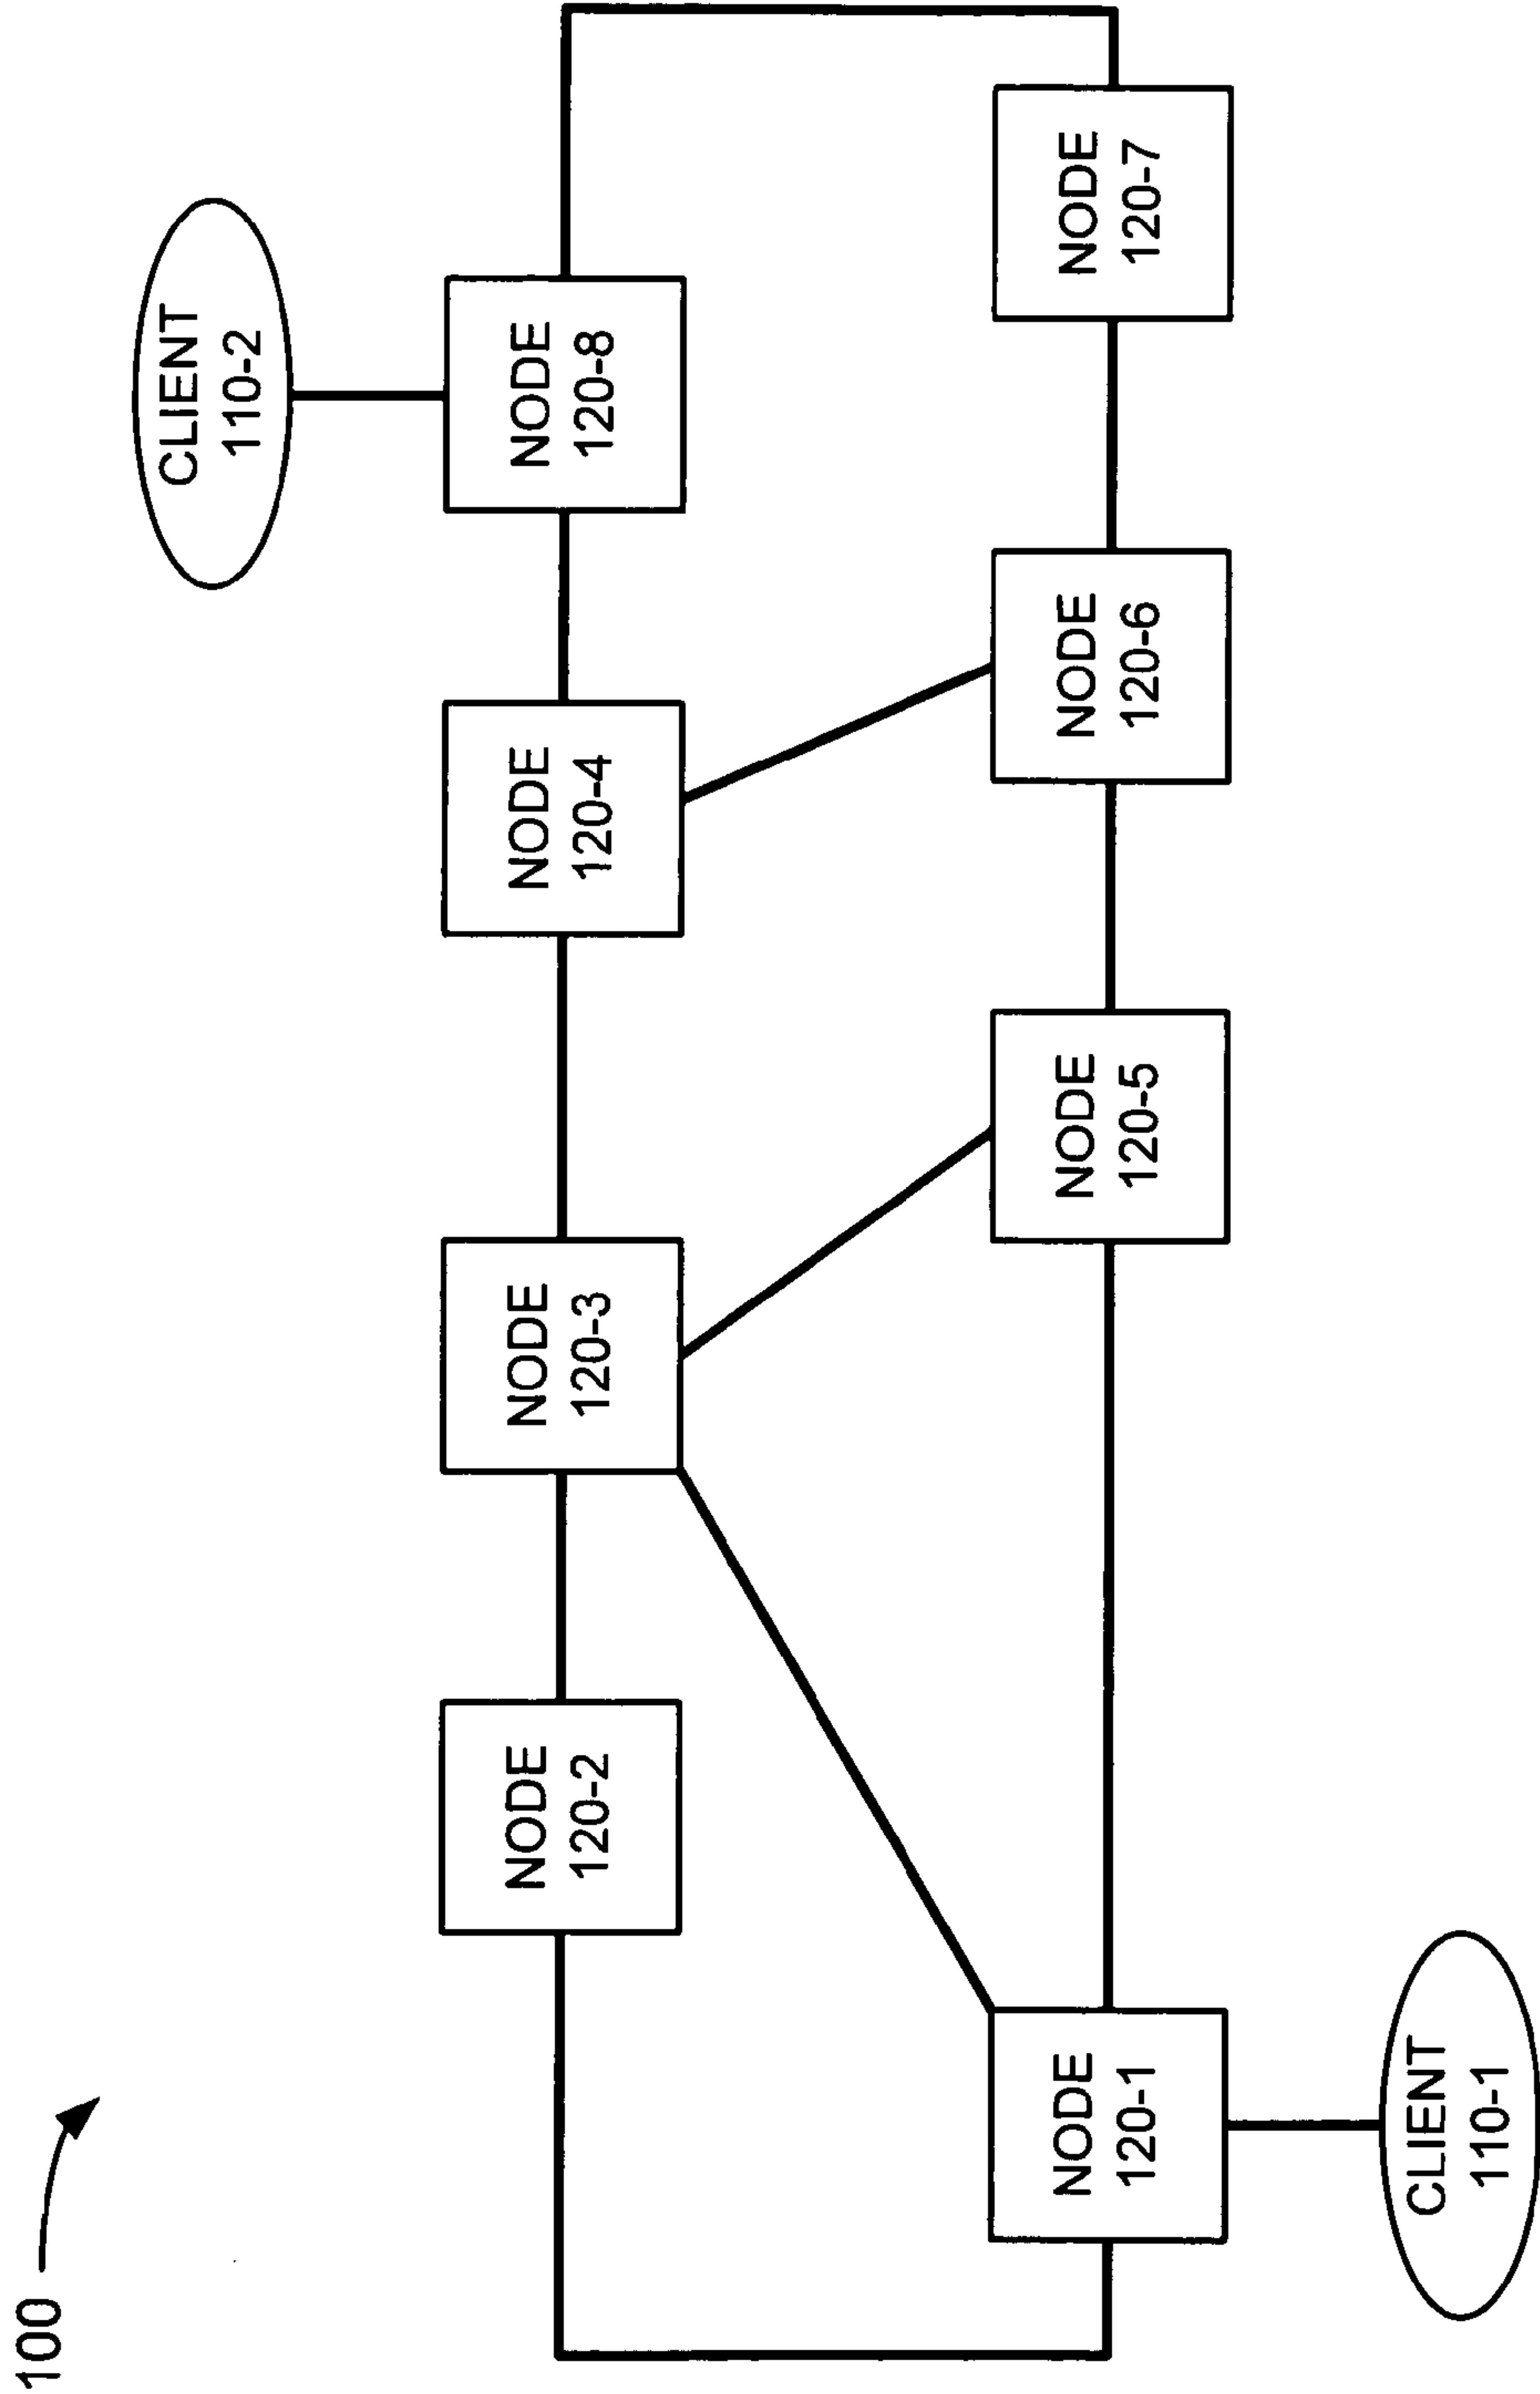 100
CLIENT
110-2
NODE
120-2
NODE
120-3
NODE
120-4
NODE
120-8
NODE
120-1
NODE
120-5
NODE
120-6
NODE
120-7
CLIENT
110-1